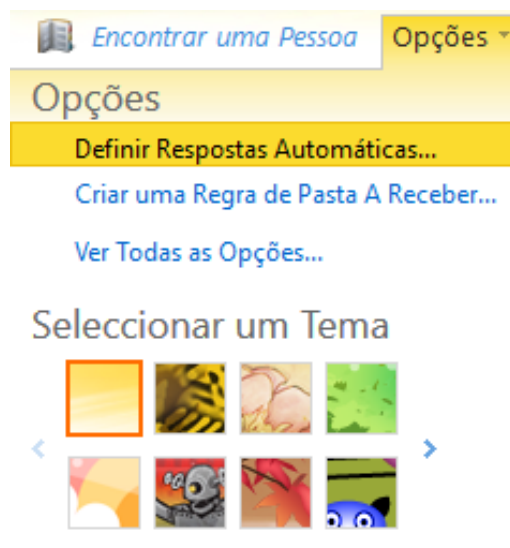 Encontrar uma Pessoa Opções
Opções
Definir Respostas Automáticas...
Criar uma Regra de Pasta A Receber...
Ver Todas as Opções...
Seleccionar um Tema